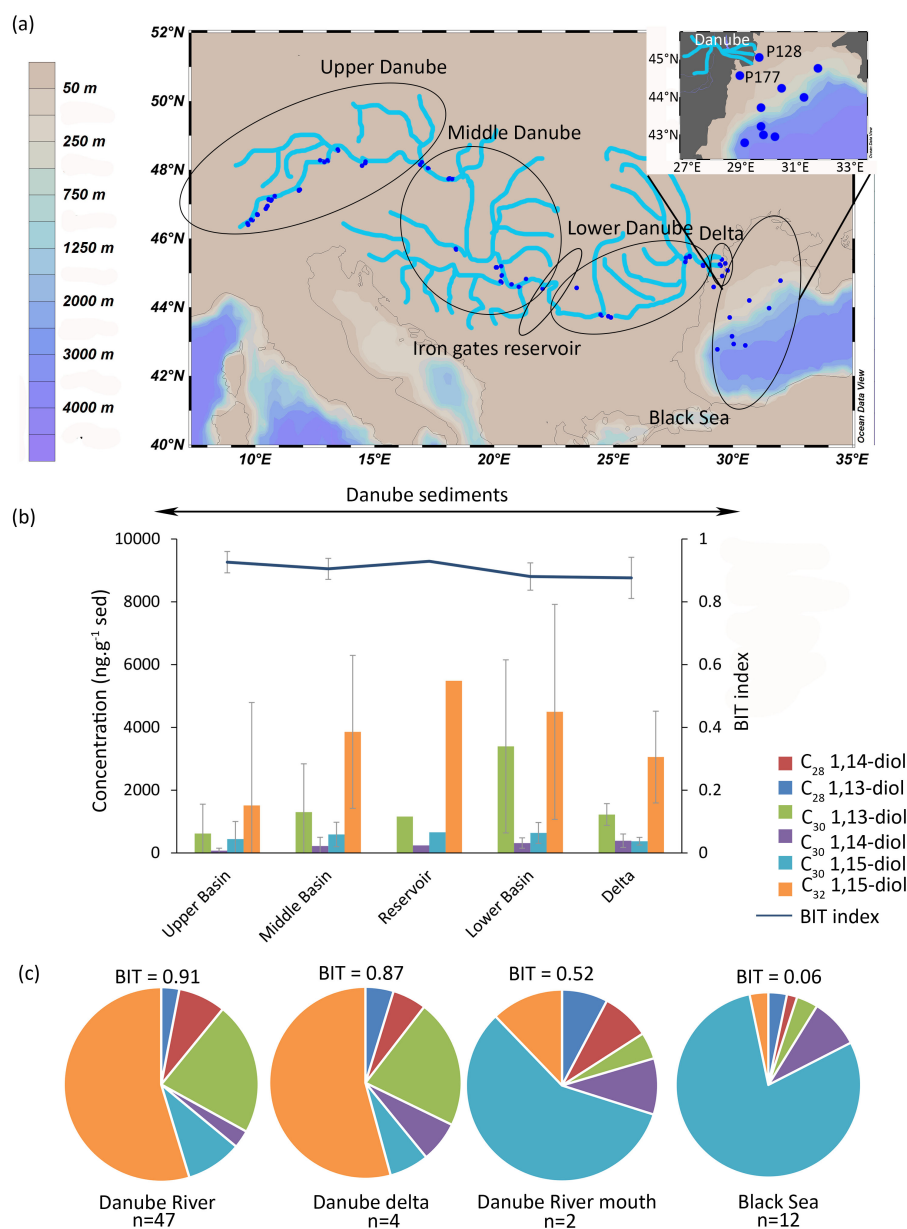 (a)
52°N
50°N
48°N
46°N
44°N
42°N
40°N
50 m
250 m
750 m
1250 m
2000 m
3000 m
4000 m
Upper Danube
Middle Danube
Lower Danube
Delta
Iron gates reservoir
Black Sea
Danube
P128
P177
45°N
44°N
43°N
27°E 29°E 31°E 33°E
Ocean Data View
10°E 15°E 20°E 25°E 30°E 35°E
Ocean Data View
Danube sediments
(b)
Concentration (ng.g⁻¹ sed)
10000
8000
6000
4000
2000
0
1
0.8
0.6
0.4
0.2
0
BIT index
Upper Basin
Middle Basin
Reservoir
Lower Basin
Delta
C₂₈ 1,14-diol
C₂₈ 1,13-diol
C₃₀ 1,13-diol
C₃₀ 1,14-diol
C₃₀ 1,15-diol
C₃₂ 1,15-diol
BIT index
(c)
BIT = 0.91
BIT = 0.87
BIT = 0.52
BIT = 0.06
Danube River
n=47
Danube delta
n=4
Danube River mouth
n=2
Black Sea
n=12